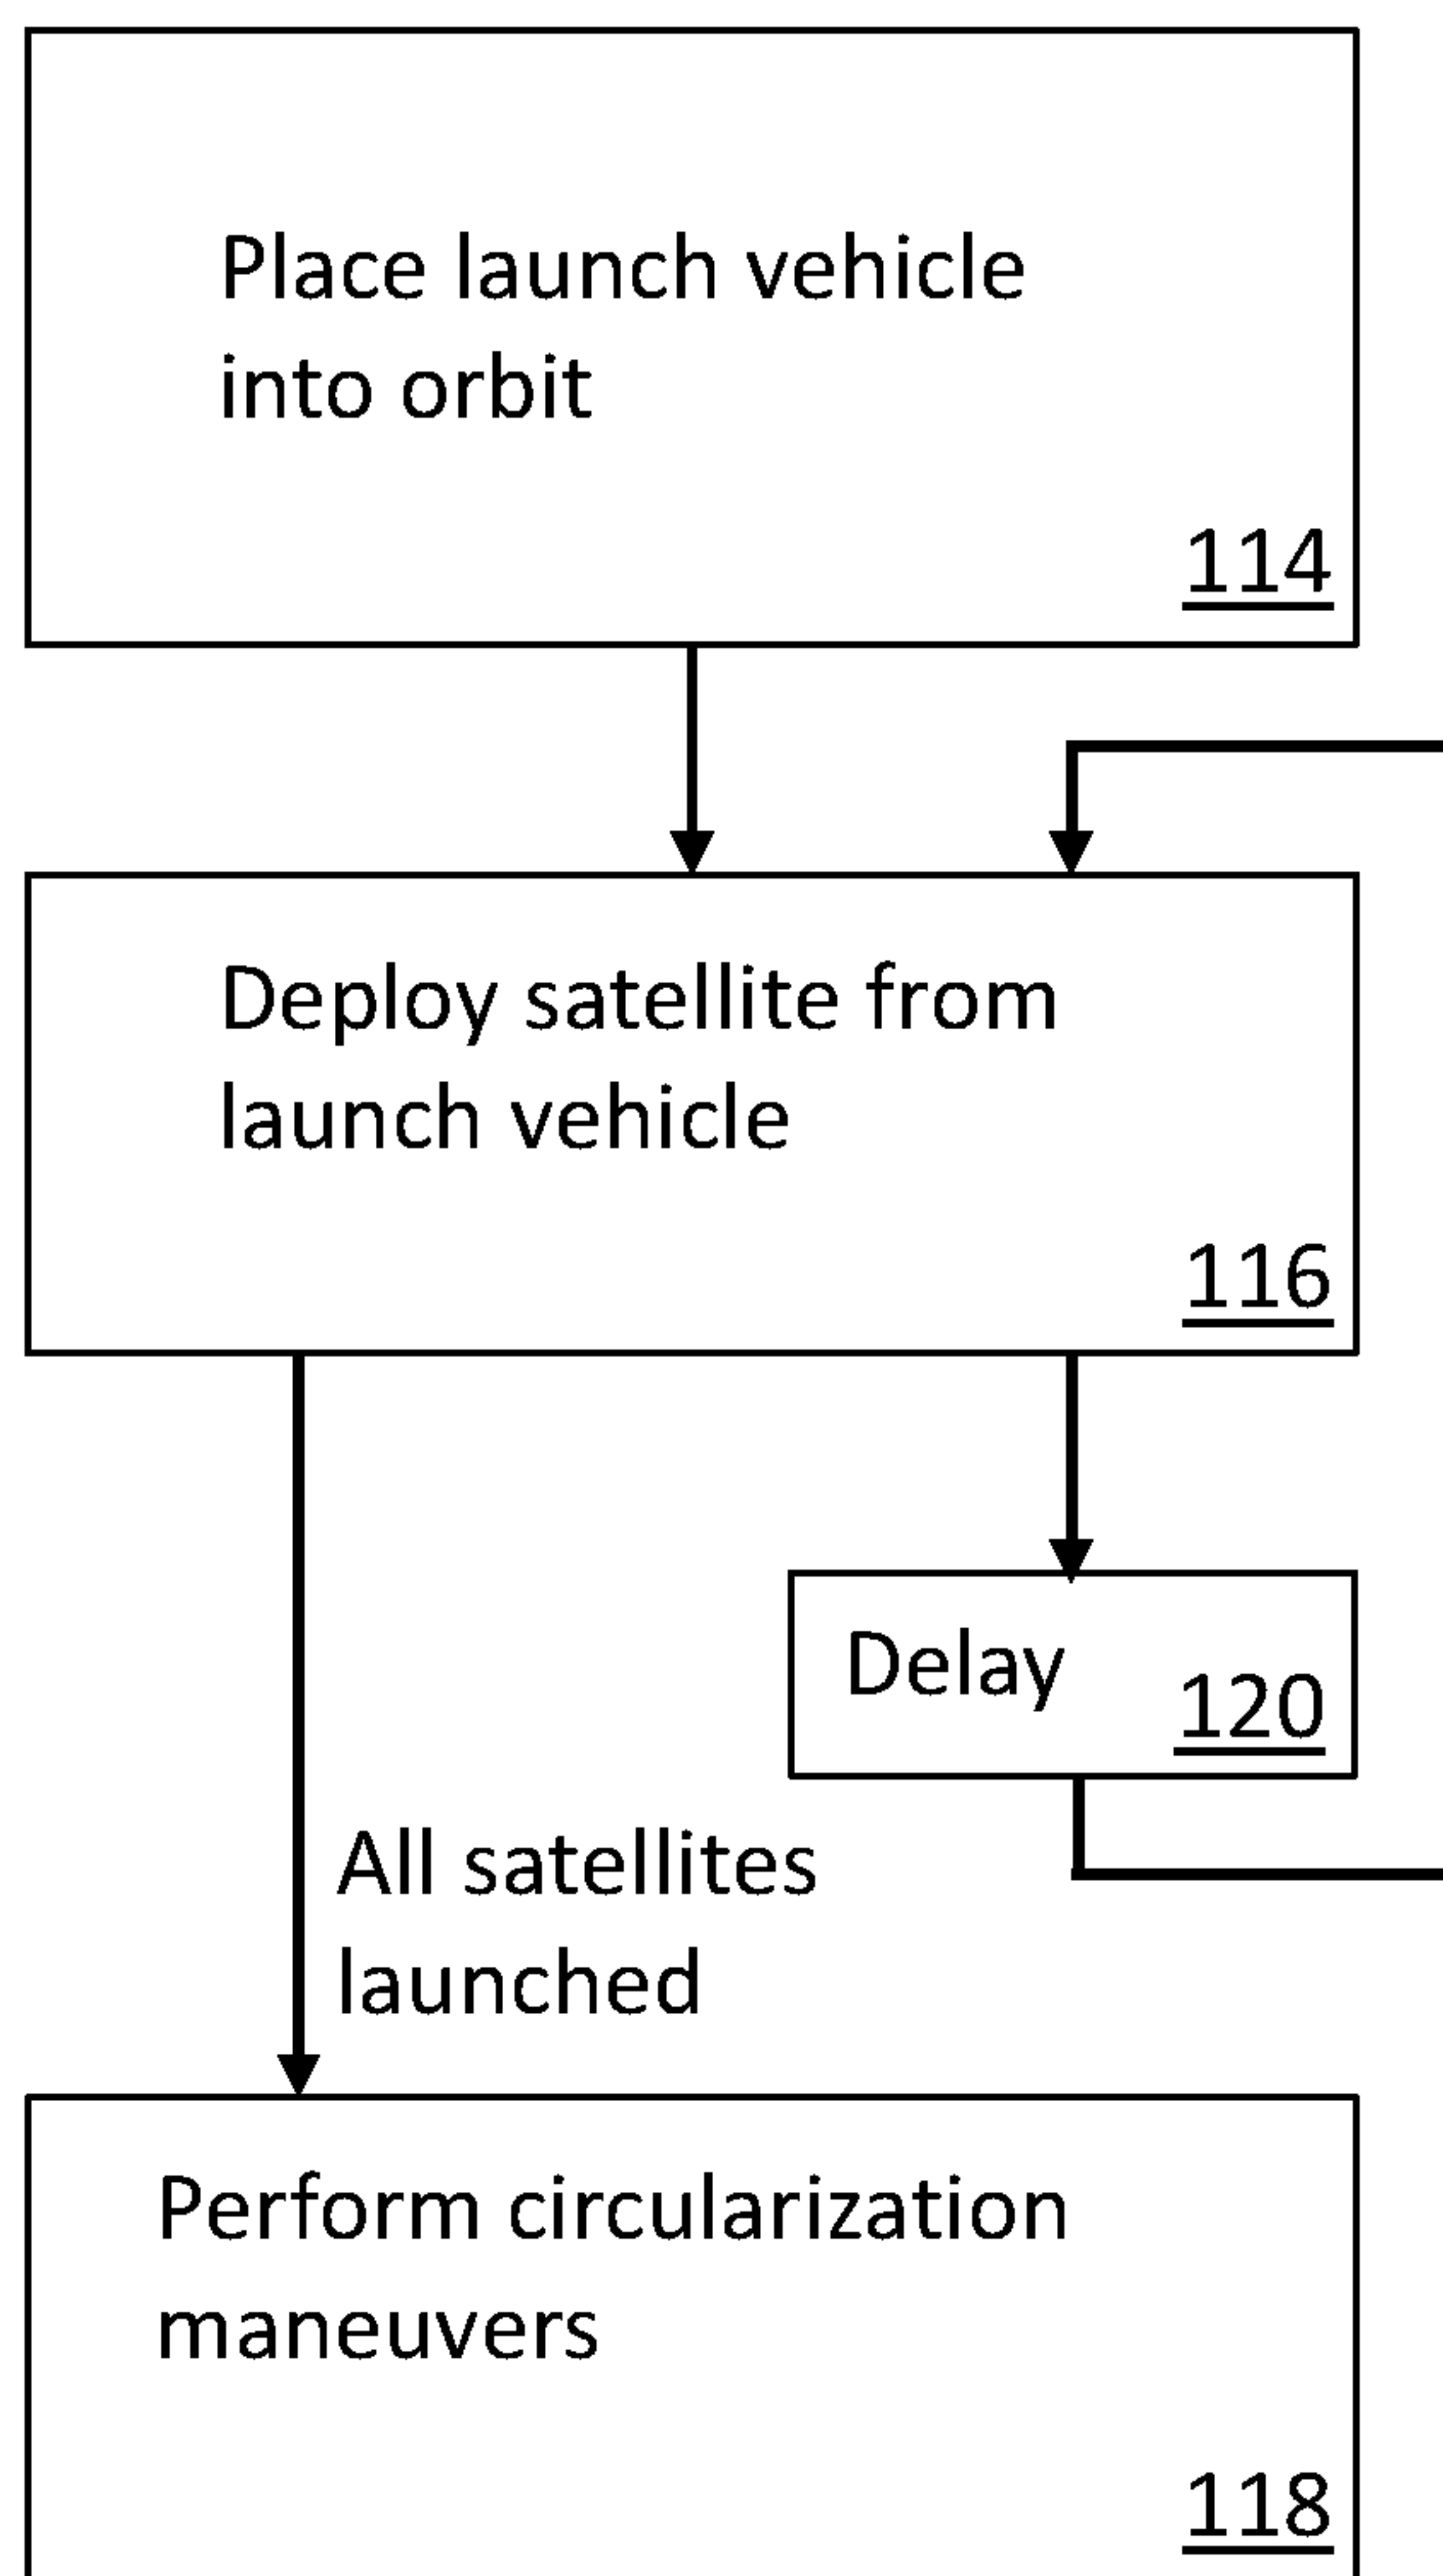 Place launch vehicle
into orbit
114
Deploy satellite from
launch vehicle
116
Delay
120
All satellites
launched
Perform circularization
maneuvers
118